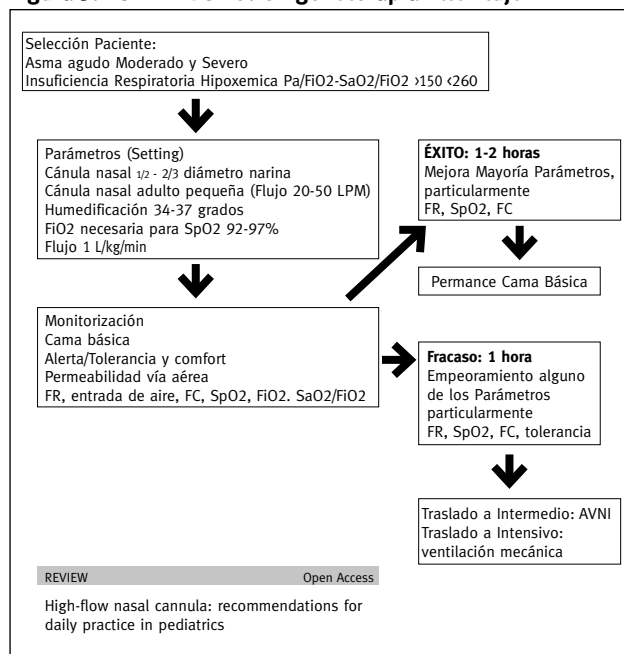 Selección Paciente:
Asma agudo Moderado y Severo
Insuficiencia Respiratoria Hipoxemica Pa/FiO2-SaO2/FiO2 >150 <260
Parámetros (Setting)
Cánula nasal 1/2 - 2/3 diámetro narina
Cánula nasal adulto pequeña (Flujo 20-50 LPM)
Humedificación 34-37 grados
FiO2 necesaria para SpO2 92-97%
Flujo 1 L/kg/min
ÉXITO: 1-2 horas
Mejora Mayoría Parámetros,
particularmente
FR, SpO2, FC
Permance Cama Básica
Monitorización
Cama básica
Alerta/Tolerancia y comfort
Permeabilidad vía aérea
FR, entrada de aire, FC, SpO2, FiO2. SaO2/FiO2
Fracaso: 1 hora
Empeoramiento alguno
de los Parámetros
particularmente
FR, SpO2, FC, tolerancia
Traslado a Intermedio: AVNI
Traslado a Intensivo:
ventilación mecánica
REVIEW Open Access
High-flow nasal cannula: recommendations for
daily practice in pediatrics